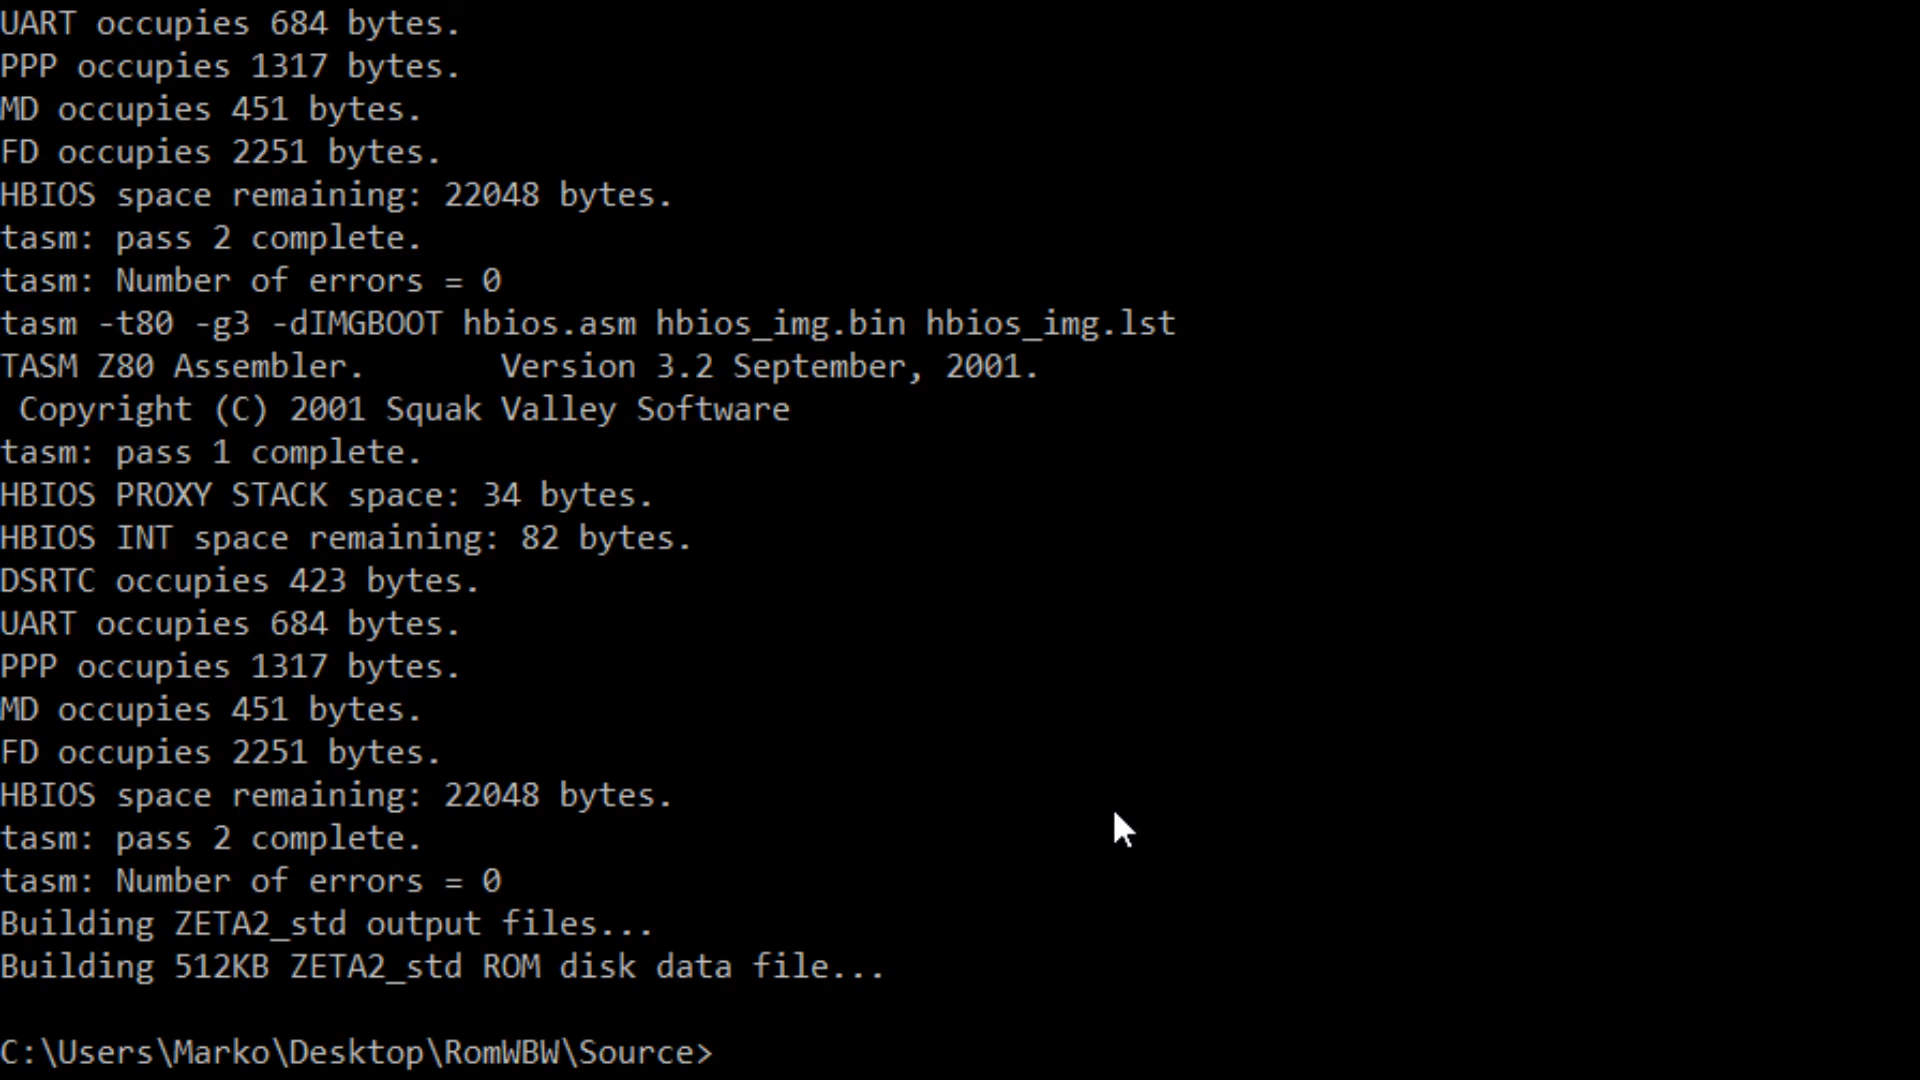 UART occupies 684 bytes.
PPP occupies 1317 bytes.
MD occupies 451 bytes.
FD occupies 2251 bytes.
HBIOS space remaining: 22048 bytes.
tasm: pass 2 complete.
tasm: Number of errors = 0
tasm -t80 -g3 -dIMGBOOT hbios.asm hbios_img.bin hbios_img.lst
TASM Z80 Assembler.       Version 3.2 September, 2001.
 Copyright (C) 2001 Squak Valley Software
tasm: pass 1 complete.
HBIOS PROXY STACK space: 34 bytes.
HBIOS INT space remaining: 82 bytes.
DSRTC occupies 423 bytes.
UART occupies 684 bytes.
PPP occupies 1317 bytes.
MD occupies 451 bytes.
FD occupies 2251 bytes.
HBIOS space remaining: 22048 bytes.
tasm: pass 2 complete.
tasm: Number of errors = 0
Building ZETA2_std output files...
Building 512KB ZETA2_std ROM disk data file...
C:\Users\Marko\Desktop\RomWBW\Source>